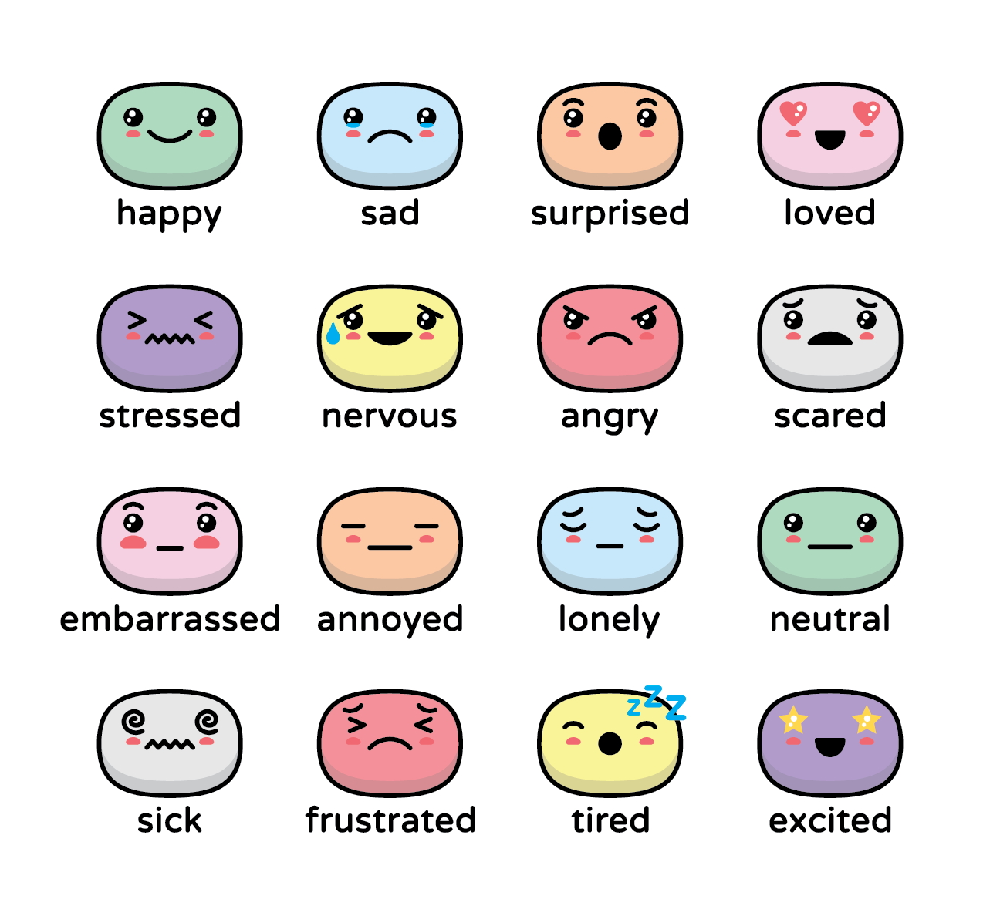 happy sad surprised loved
stressed nervous angry scared
embarrassed annoyed lonely neutral
z z z
sick frustrated tired excited